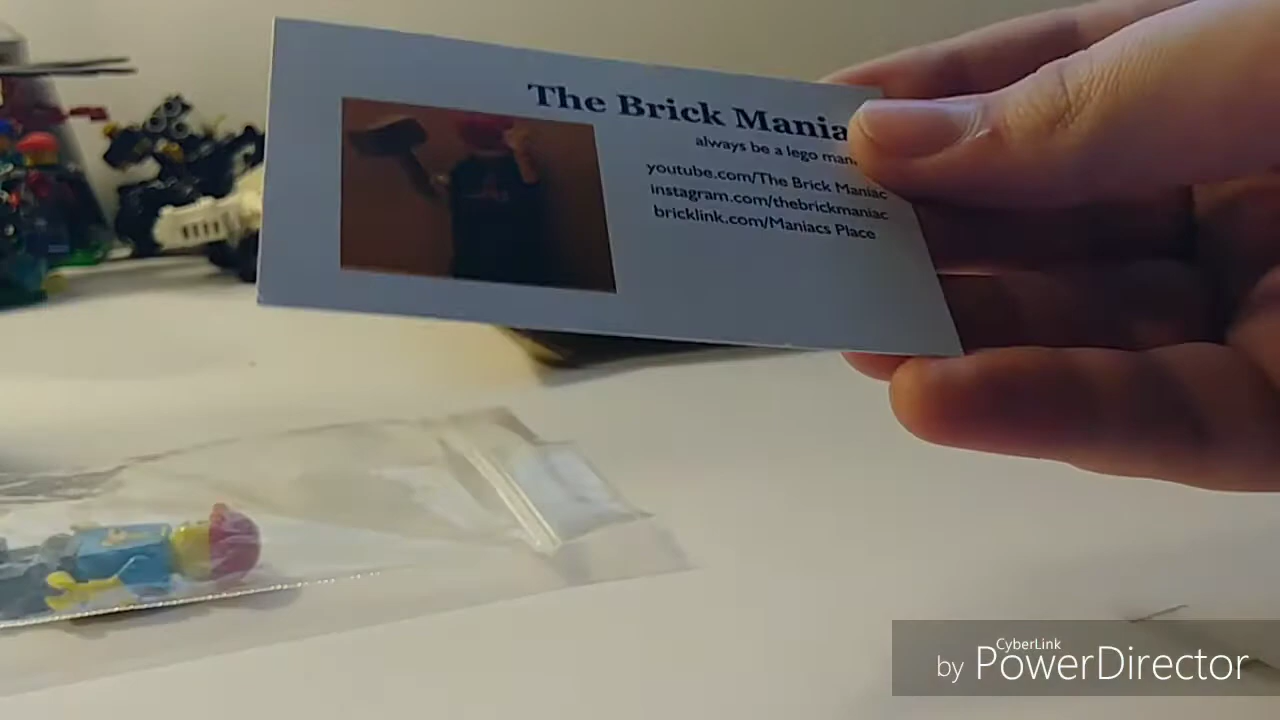 The Brick Mania
always be a lego man
youtube.com/The Brick Maniac
instagram.com/thebrickmaniac
bricklink.com/Maniacs Place
CyberLink
by PowerDirector